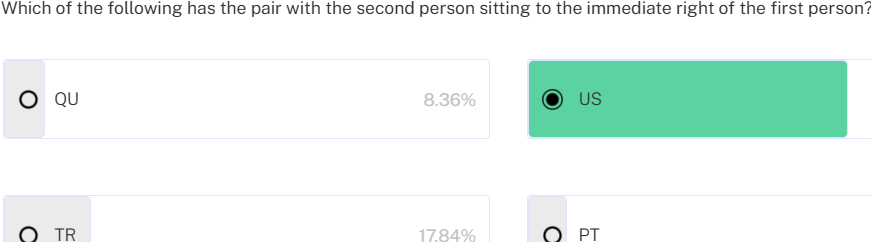 Which of the following has the pair with the second person sitting to the immediate right of the first person?
QU 8.36% US
TR 17.84% PT